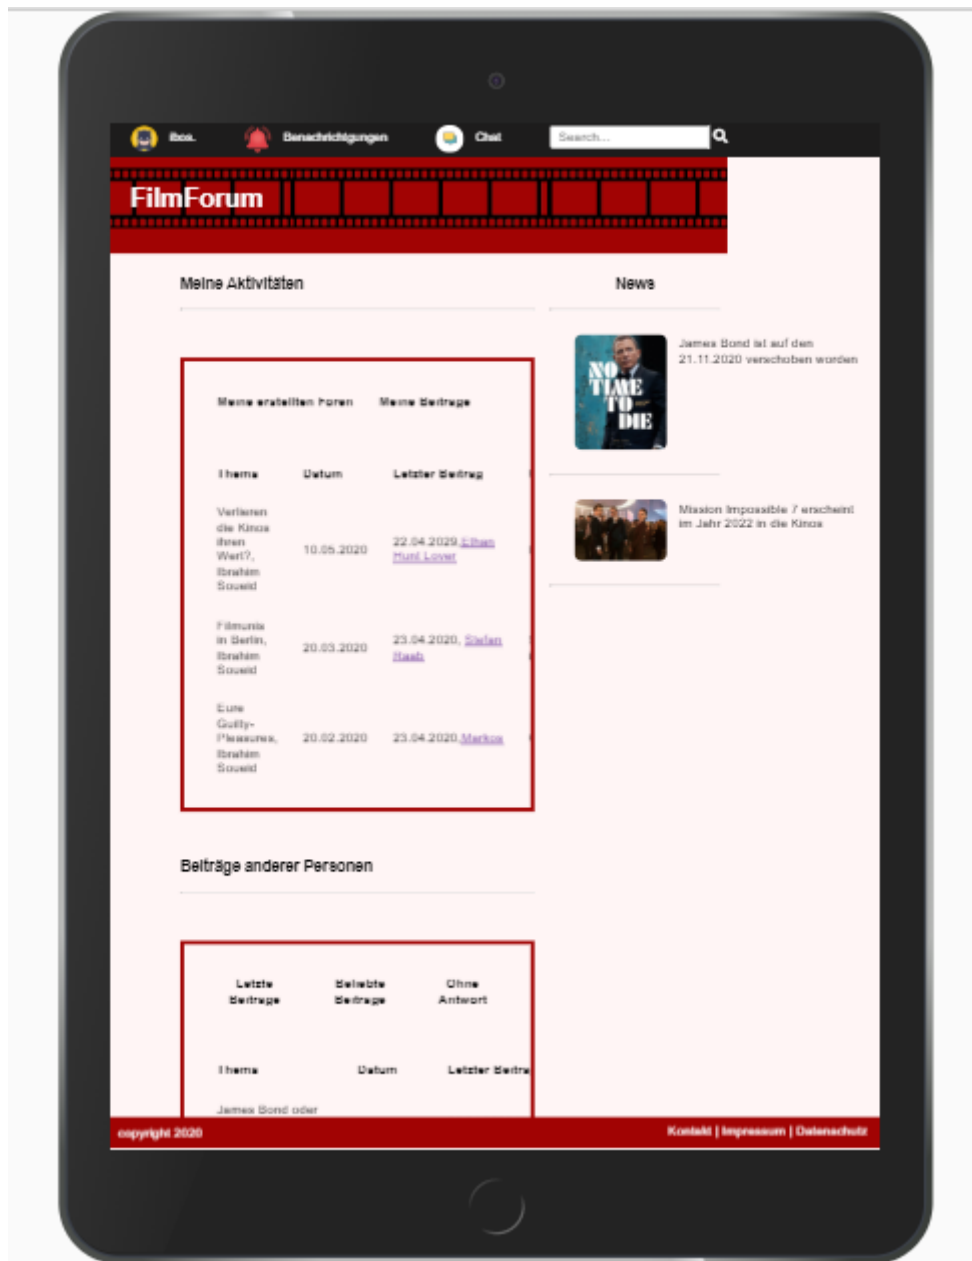 ibos.
Benachrichtigungen
Chat
Search...
FilmForum
Meine Aktivitäten
News
James Bond ist auf den
21.11.2020 verschoben worden
NO
TIME
TO
DIE
Meine erstellten Foren
Meine Beiträge
Thema
Datum
Letzter Beitrag
Verlieren
die Kinos
ihren
Wert?,
Ibrahim
Soueid
10.05.2020
22.04.2029,Ethan
Hunt Lover
Filmunis
in Berlin,
Ibrahim
Soueid
20.03.2020
23.04.2020, Stefan
Raab
Eure
Guilty-
Pleasures,
Ibrahim
Soueid
20.02.2020
23.04.2020,Markos
Mission Impossible 7 erscheint
im Jahr 2022 in die Kinos
Beiträge anderer Personen
Letzte
Beiträge
Beliebte
Beiträge
Ohne
Antwort
Thema
Datum
Letzter Beitra
James Bond oder
copyright 2020
Kontakt | Impressum | Datenschutz